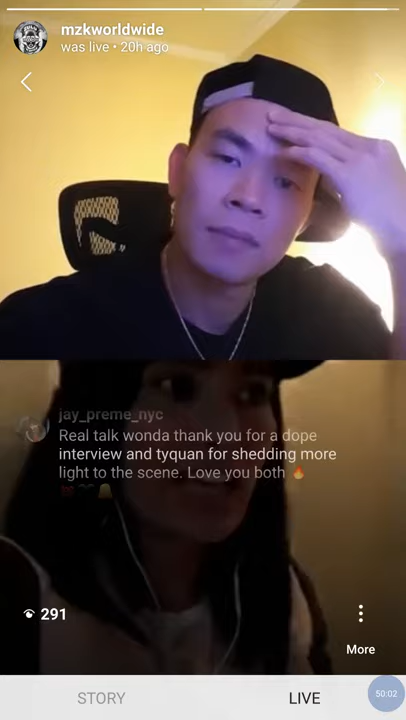 mzkworldwide
was live • 20h ago
jay_preme_nyc
Real talk wonda thank you for a dope
interview and tyquan for shedding more
light to the scene. Love you both 🔥
291
More
STORY
LIVE
50:02